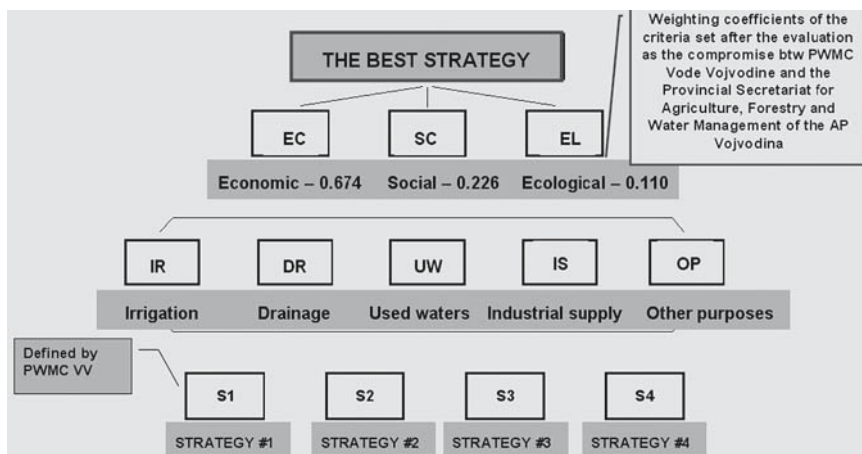 Weighting coefficients of the
criteria set after the evaluation
as the compromise btw PWMC
Vode Vojvodine and the
Provincial Secretariat for
Agriculture, Forestry and
Water Management of the AP
Vojvodina
THE BEST STRATEGY
EC SC EL
Economic – 0.674 Social – 0.226 Ecological – 0.110
IR DR UW IS OP
Irrigation Drainage Used waters Industrial supply Other purposes
Defined by
PWMC VV
S1 S2 S3 S4
STRATEGY #1 STRATEGY #2 STRATEGY #3 STRATEGY #4